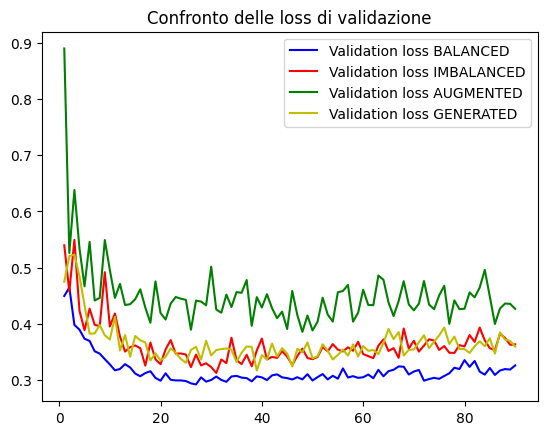 Confronto delle loss di validazione
Validation loss BALANCED
Validation loss IMBALANCED
Validation loss AUGMENTED
Validation loss GENERATED
0.9
0.8
0.7
0.6
0.5
0.4
0.3
0 20 40 60 80